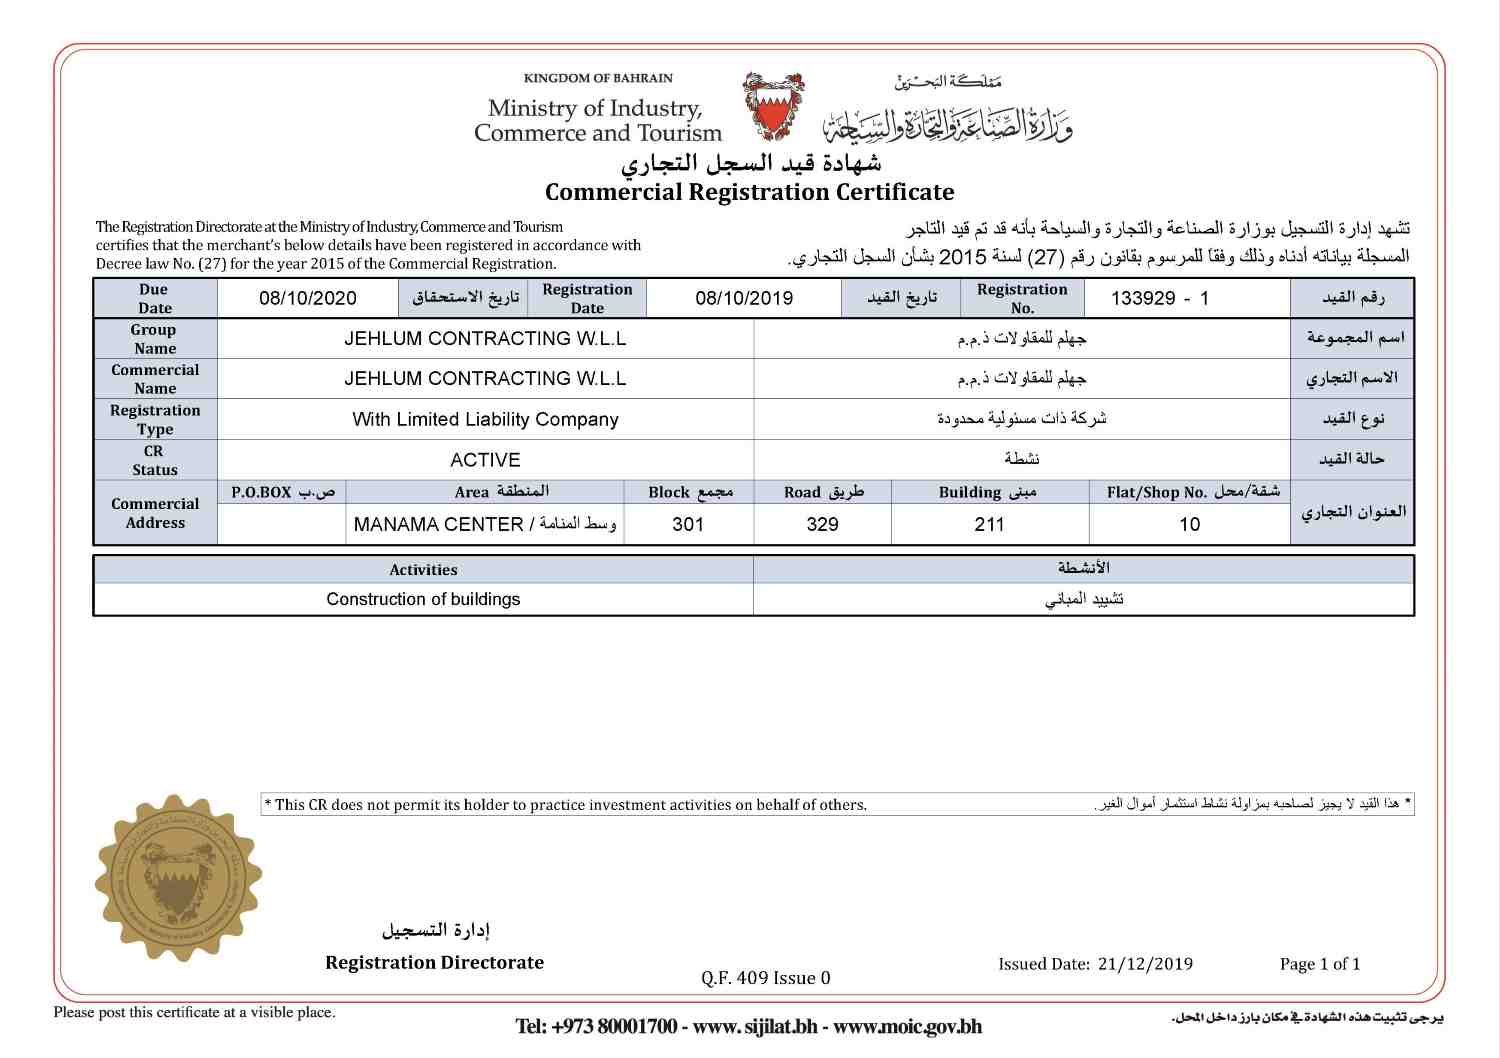 KINGDOM OF BAHRAIN
مملكة البحرين
Ministry of Industry,
Commerce and Tourism
وزارة الصناعة والتجارة والسياحة
شهادة قيد السجل التجاري
Commercial Registration Certificate
The Registration Directorate at the Ministry of Industry, Commerce and Tourism
certifies that the merchant's below details have been registered in accordance with
Decree law No. (27) for the year 2015 of the Commercial Registration.
تشهد إدارة التسجيل بوزارة الصناعة والتجارة والسياحة بأنه قد تم قيد التاجر
المسجلة بياناته أدناه وذلك وفقاً للمرسوم بقانون رقم (27) لسنة 2015 بشأن السجل التجاري.
Due Date 08/10/2020 تاريخ الاستحقاق Registration Date 08/10/2019 تاريخ القيد Registration No. 133929 - 1 رقم القيد
Group Name JEHLUM CONTRACTING W.L.L جهلم للمقاولات ذ.م.م اسم المجموعة
Commercial Name JEHLUM CONTRACTING W.L.L جهلم للمقاولات ذ.م.م الاسم التجاري
Registration Type With Limited Liability Company شركة ذات مسئولية محدودة نوع القيد
CR Status ACTIVE نشطة حالة القيد
Commercial Address P.O.BOX ص.ب Area المنطقة Block مجمع Road طريق Building مبنى Flat/Shop No. شقة/محل العنوان التجاري
MANAMA CENTER / وسط المنامة 301 329 211 10
Activities الأنشطة
Construction of buildings تشييد المباني
* This CR does not permit its holder to practice investment activities on behalf of others.
* هذا القيد لا يجيز لصاحبه بمزاولة نشاط استثمار أموال الغير.
إدارة التسجيل
Registration Directorate
Q.F. 409 Issue 0
Issued Date: 21/12/2019
Page 1 of 1
Please post this certificate at a visible place.
Tel: +973 80001700 - www. sijilat.bh - www.moic.gov.bh
يرجى تثبيت هذه الشهادة في مكان بارز داخل المحل.